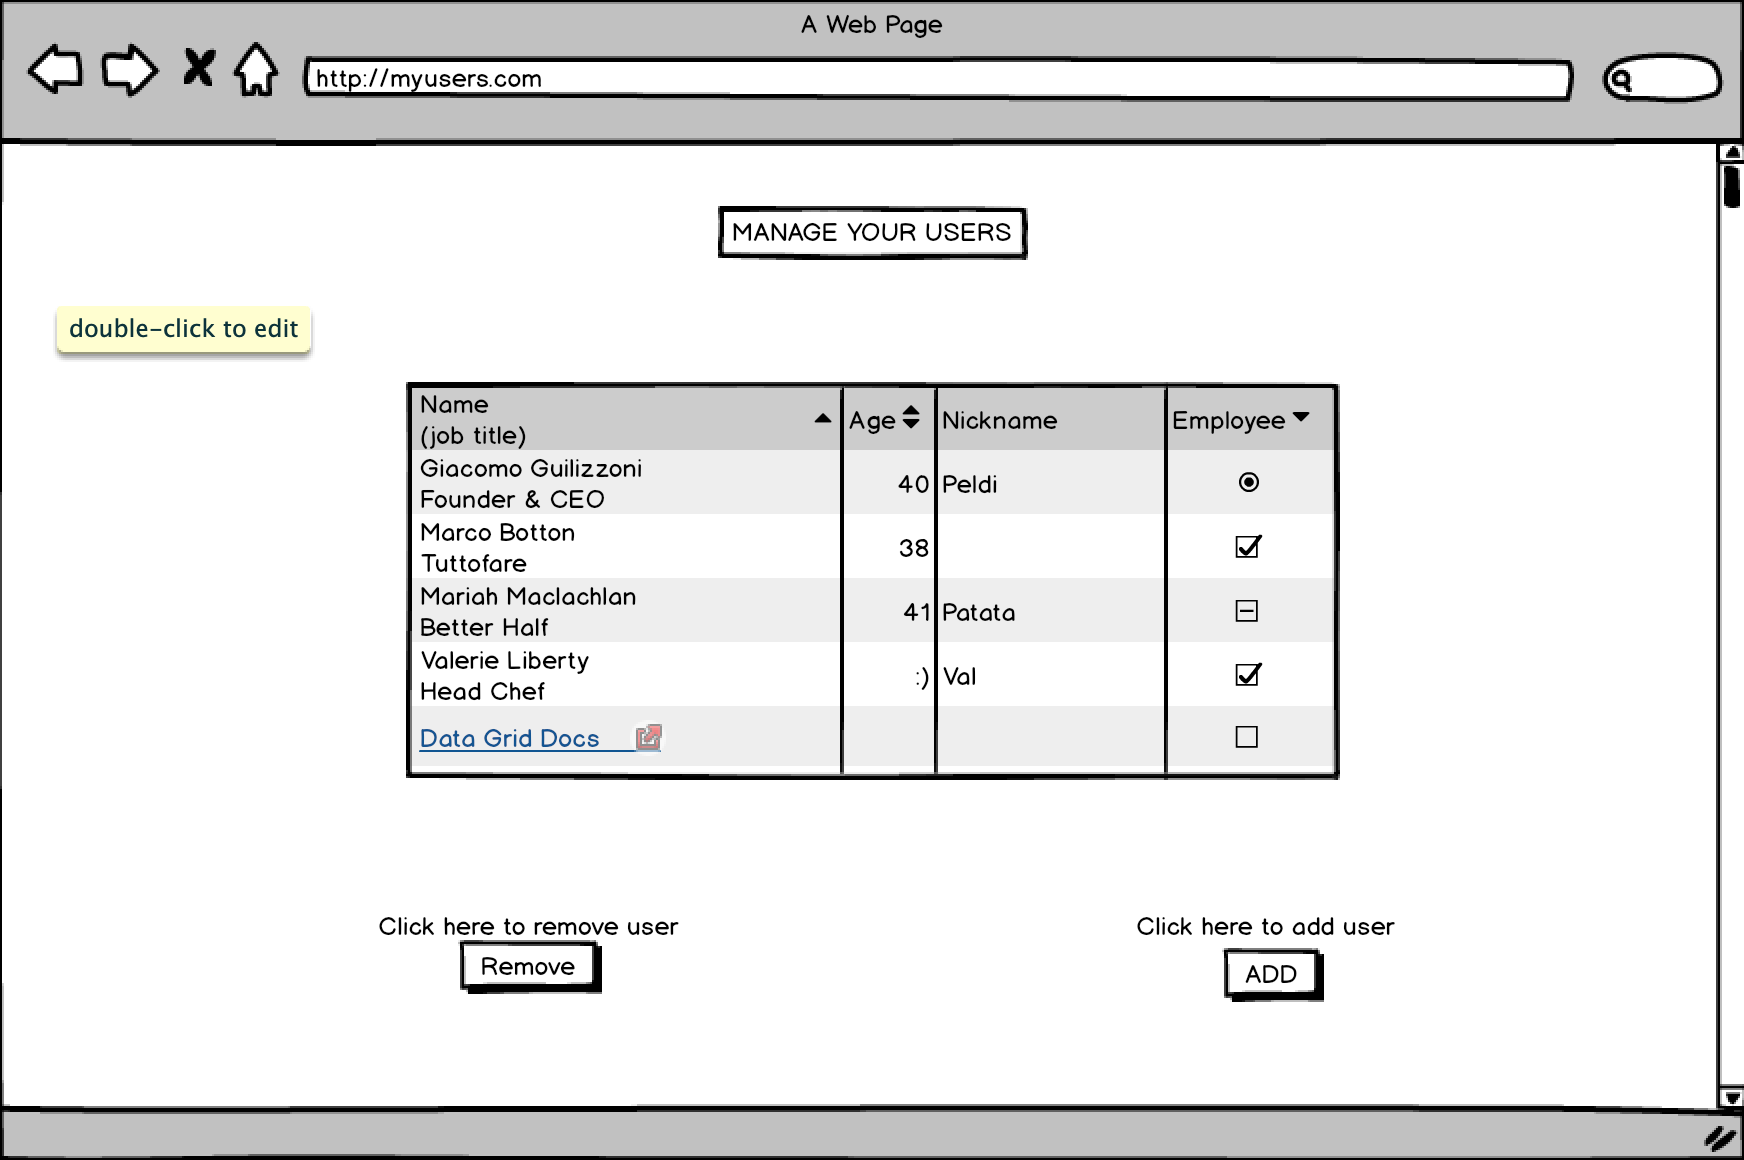 A Web Page
http://myusers.com
MANAGE YOUR USERS
double-click to edit
Name
(job title)
Age
Nickname
Employee
Giacomo Guilizzoni
Founder & CEO
40
Peldi
Marco Botton
Tuttofare
38
Mariah Maclachlan
Better Half
41
Patata
Valerie Liberty
Head Chef
:)
Val
Data Grid Docs
Click here to remove user
Remove
Click here to add user
ADD